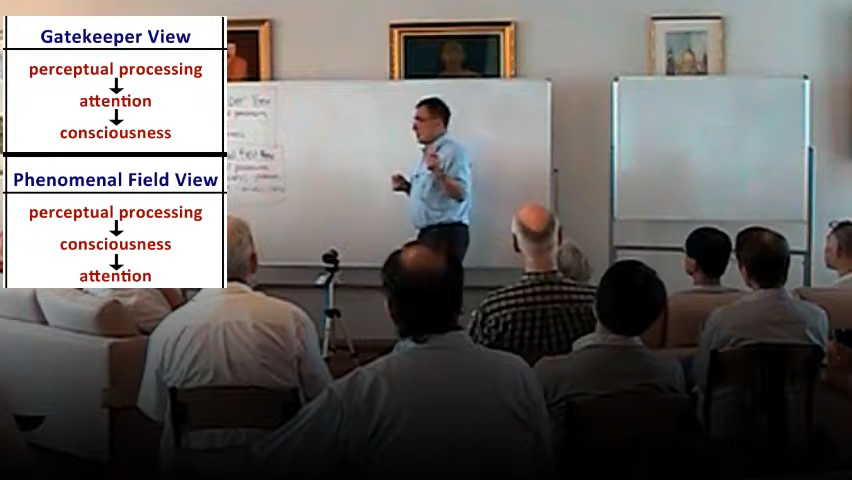 Gatekeeper View
perceptual processing
attention
consciousness
Phenomenal Field View
perceptual processing
consciousness
attention